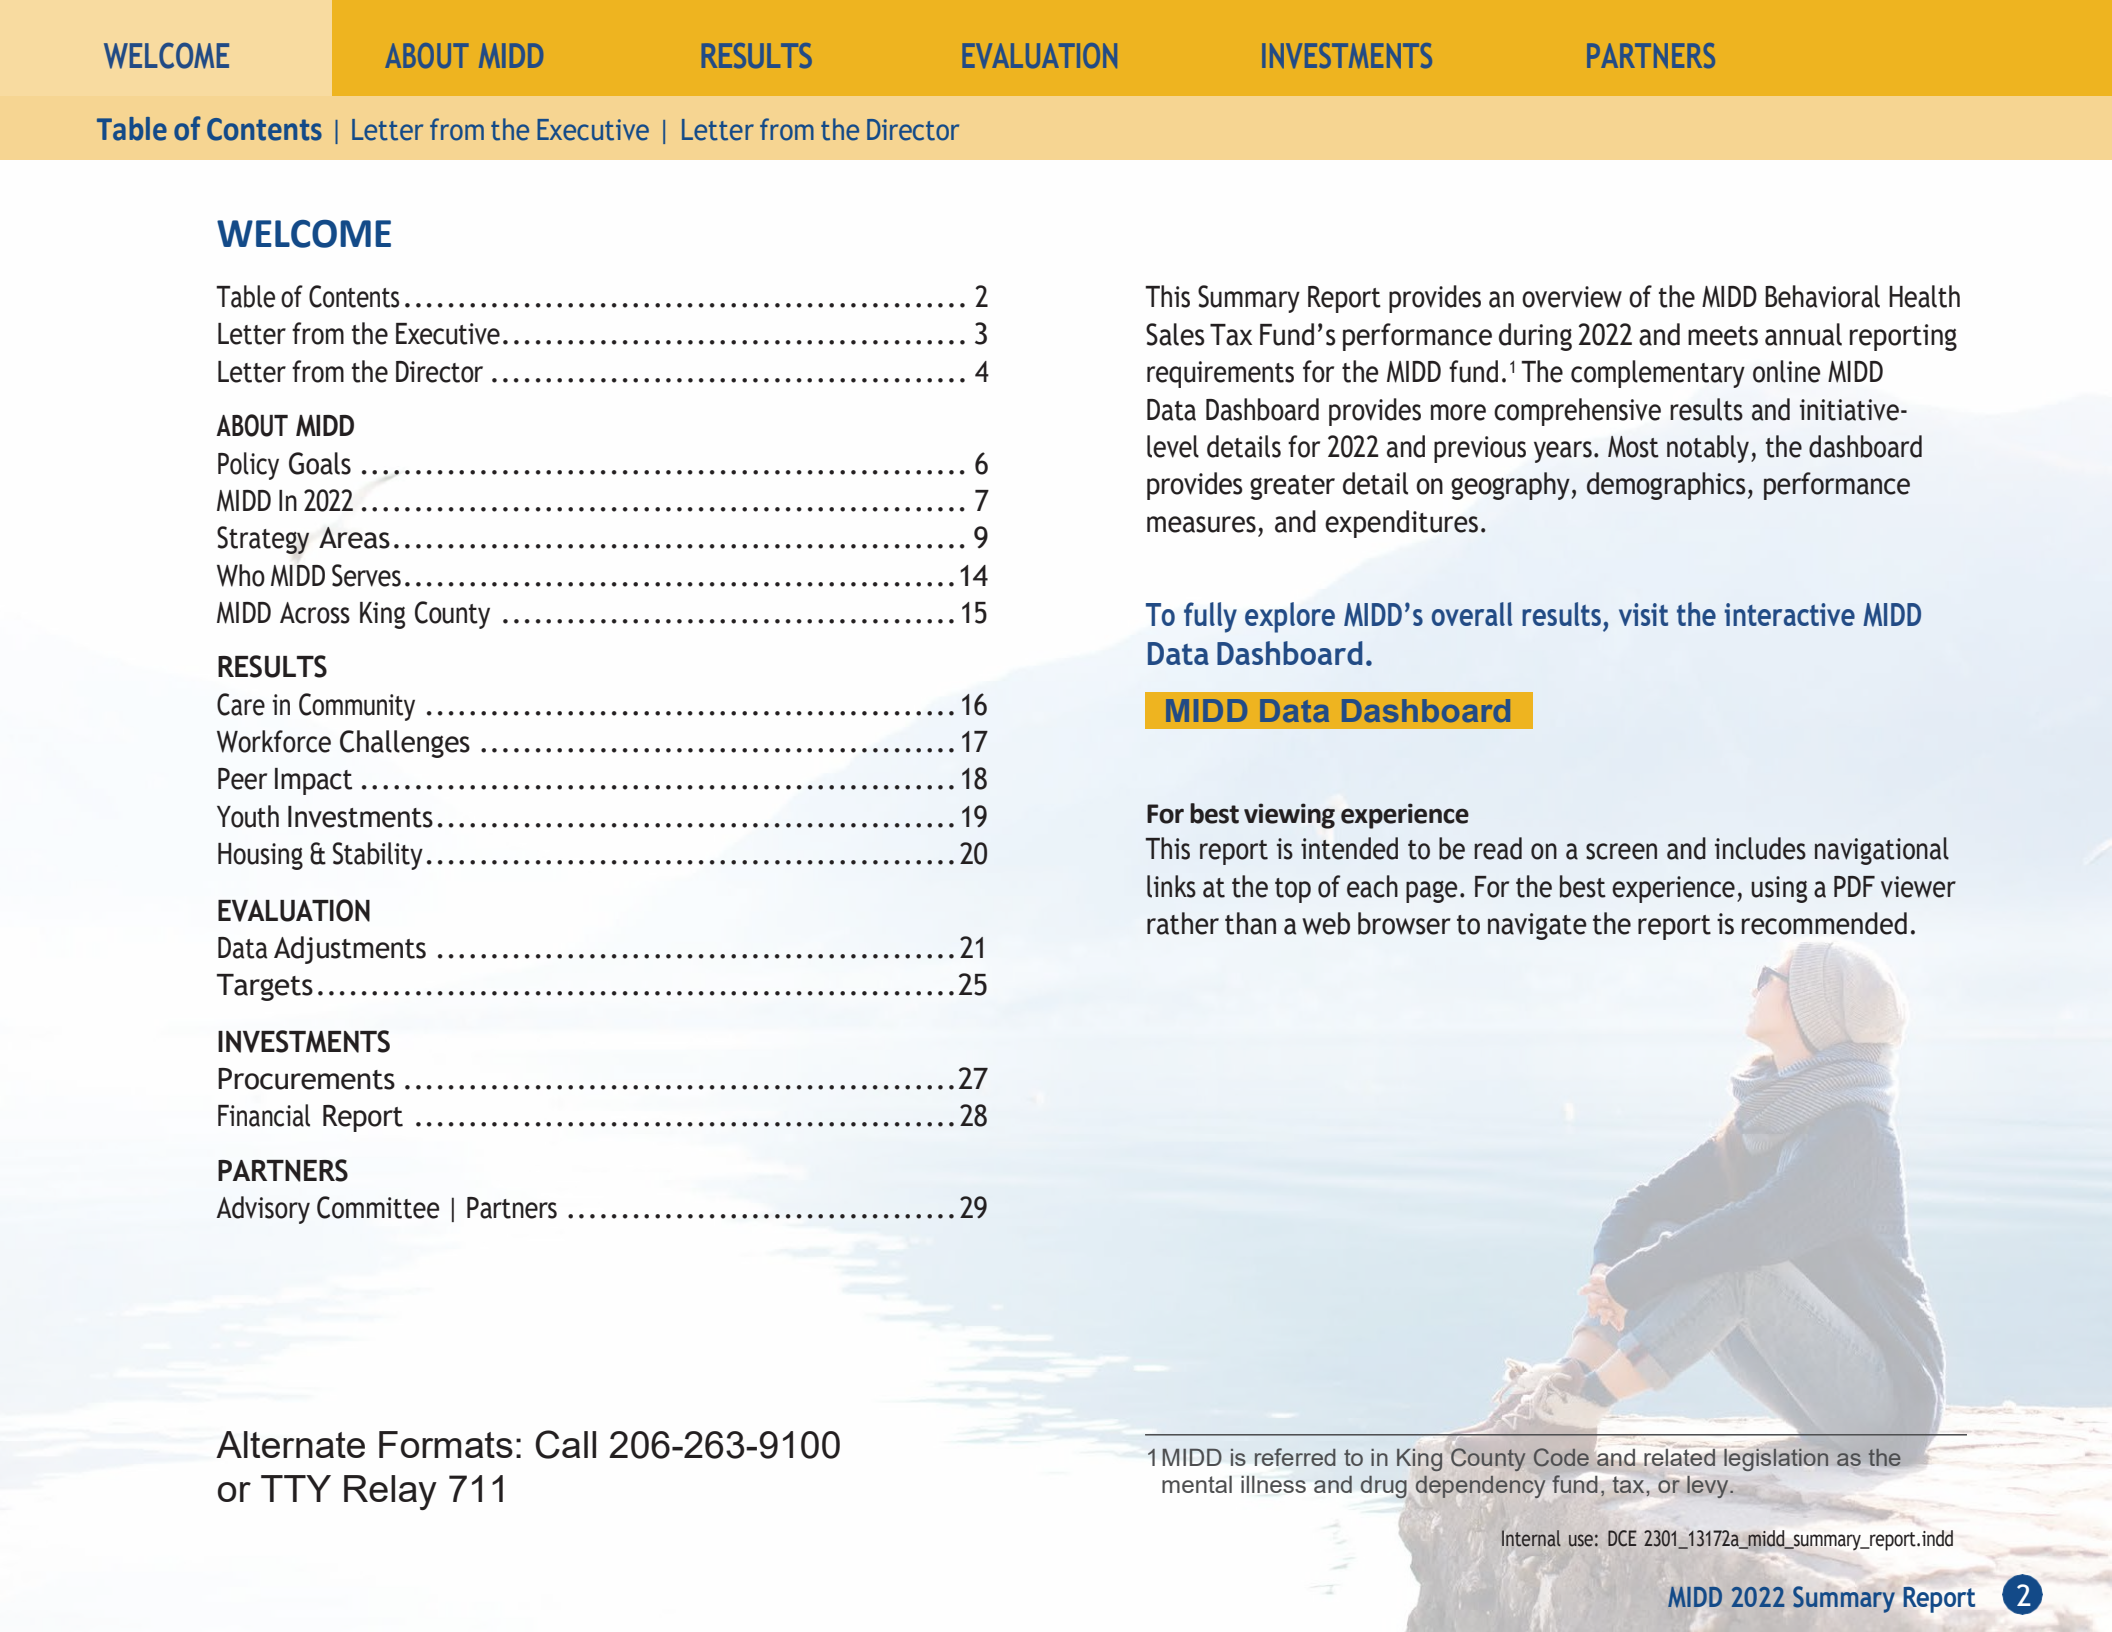 WELCOME ABOUT MIDD RESULTS EVALUATION INVESTMENTS PARTNERS
Table of Contents | Letter from the Executive | Letter from the Director
WELCOME
Table of Contents.................................................... 2
Letter from the Executive........................................... 3
Letter from the Director ............................................ 4
ABOUT MIDD
Policy Goals ........................................................ 6
MIDD In 2022 ........................................................ 7
Strategy Areas..................................................... 9
Who MIDD Serves...................................................14
MIDD Across King County ..........................................15
RESULTS
Care in Community .................................................16
Workforce Challenges ............................................17
Peer Impact .......................................................18
Youth Investments................................................19
Housing & Stability.................................................20
EVALUATION
Data Adjustments ................................................21
Targets...........................................................25
INVESTMENTS
Procurements ...................................................27
Financial Report ..................................................28
PARTNERS
Advisory Committee | Partners ....................................29
Alternate Formats: Call 206-263-9100
or TTY Relay 711
This Summary Report provides an overview of the MIDD Behavioral Health
Sales Tax Fund’s performance during 2022 and meets annual reporting
requirements for the MIDD fund.¹ The complementary online MIDD
Data Dashboard provides more comprehensive results and initiative-
level details for 2022 and previous years. Most notably, the dashboard
provides greater detail on geography, demographics, performance
measures, and expenditures.
To fully explore MIDD’s overall results, visit the interactive MIDD
Data Dashboard.
MIDD Data Dashboard
For best viewing experience
This report is intended to be read on a screen and includes navigational
links at the top of each page. For the best experience, using a PDF viewer
rather than a web browser to navigate the report is recommended.
1 MIDD is referred to in King County Code and related legislation as the
mental illness and drug dependency fund, tax, or levy.
Internal use: DCE 2301_13172a_midd_summary_report.indd
MIDD 2022 Summary Report 2